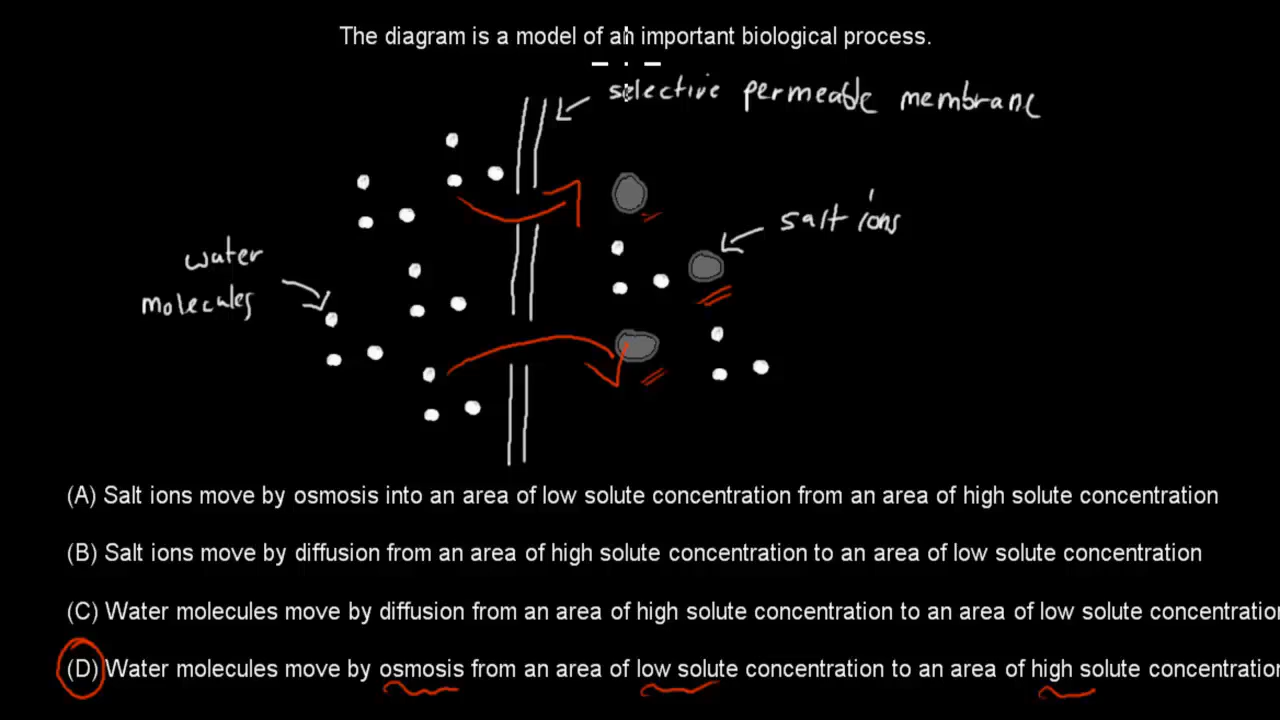 The diagram is a model of an important biological process.
selective permeable membrane
salt ions
water
molecules
(A) Salt ions move by osmosis into an area of low solute concentration from an area of high solute concentration
(B) Salt ions move by diffusion from an area of high solute concentration to an area of low solute concentration
(C) Water molecules move by diffusion from an area of high solute concentration to an area of low solute concentration
(D) Water molecules move by osmosis from an area of low solute concentration to an area of high solute concentration